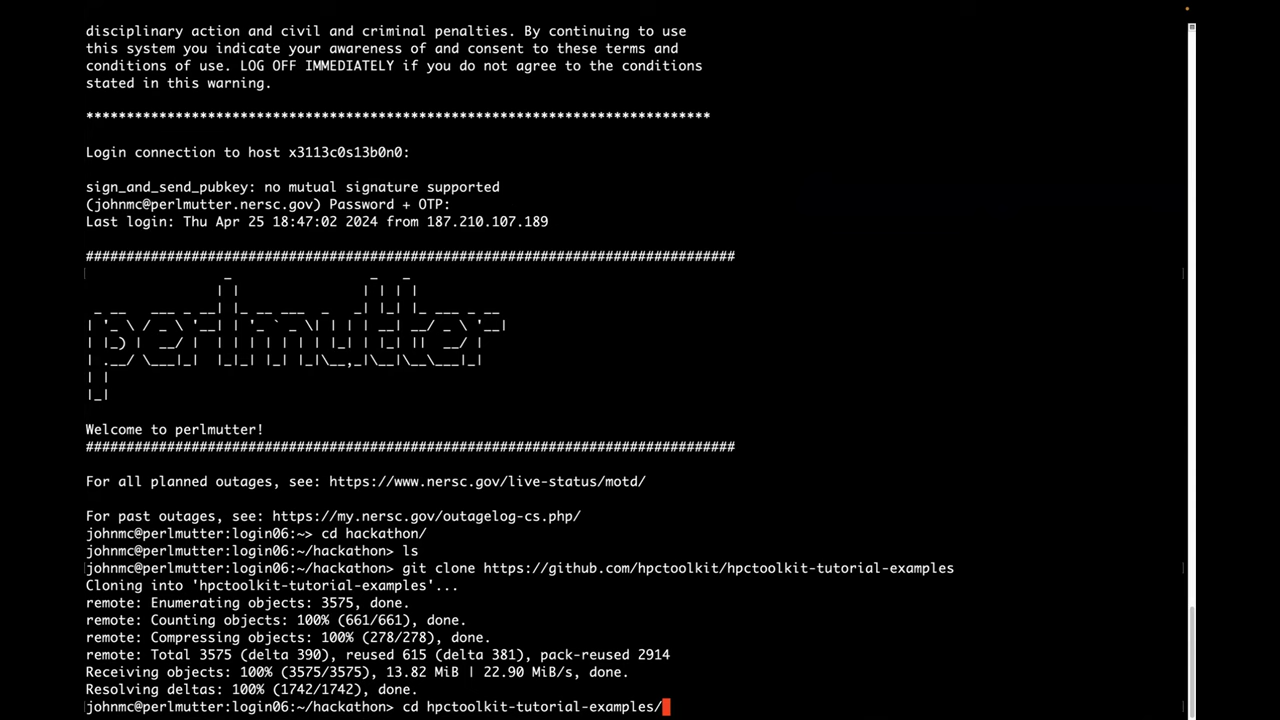 disciplinary action and civil and criminal penalties. By continuing to use
this system you indicate your awareness of and consent to these terms and
conditions of use. LOG OFF IMMEDIATELY if you do not agree to the conditions
stated in this warning.
*****************************************************************************
Login connection to host x3113c0s13b0n0:
sign_and_send_pubkey: no mutual signature supported
(johnmc@perlmutter.nersc.gov) Password + OTP:
Last login: Thu Apr 25 18:47:02 2024 from 187.210.107.189
################################################################################
perlmutter
Welcome to perlmutter!
################################################################################
For all planned outages, see: https://www.nersc.gov/live-status/motd/
For past outages, see: https://my.nersc.gov/outagelog-cs.php/
johnmc@perlmutter:login06:~> cd hackathon/
johnmc@perlmutter:login06:~/hackathon> ls
johnmc@perlmutter:login06:~/hackathon> git clone https://github.com/hpctoolkit/hpctoolkit-tutorial-examples
Cloning into 'hpctoolkit-tutorial-examples'...
remote: Enumerating objects: 3575, done.
remote: Counting objects: 100% (661/661), done.
remote: Compressing objects: 100% (278/278), done.
remote: Total 3575 (delta 390), reused 615 (delta 381), pack-reused 2914
Receiving objects: 100% (3575/3575), 13.82 MiB | 22.90 MiB/s, done.
Resolving deltas: 100% (1742/1742), done.
johnmc@perlmutter:login06:~/hackathon> cd hpctoolkit-tutorial-examples/